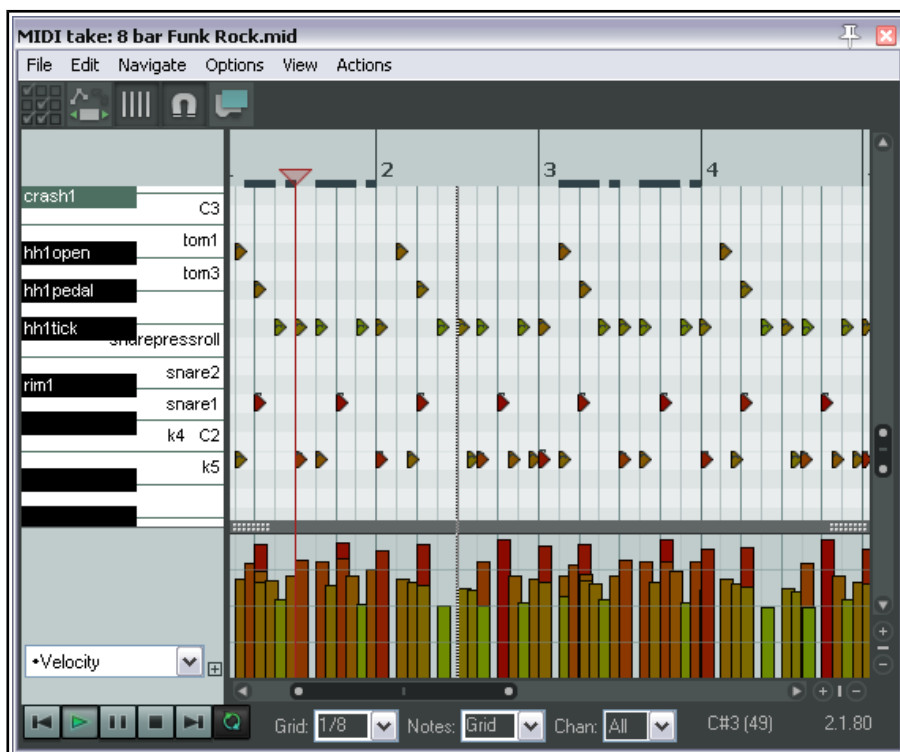 MIDI take: 8 bar Funk Rock.mid
File Edit Navigate Options View Actions
2 3 4
crash1
C3
tom1
hh1open
tom3
hh1pedal
hh1tick
snarepressroll
snare2
rim1
snare1
k4 C2
k5
•Velocity
Grid: 1/8 Notes: Grid Chan: All C#3 (49) 2.1.80